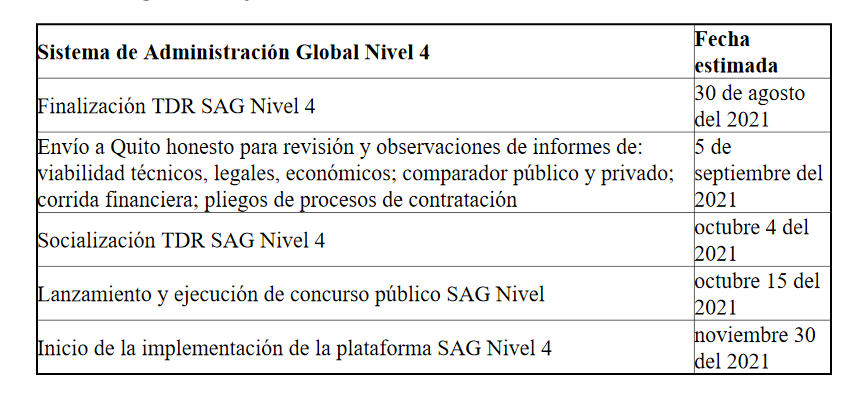 Sistema de Administración Global Nivel 4
Fecha
estimada
Finalización TDR SAG Nivel 4
30 de agosto
del 2021
Envío a Quito honesto para revisión y observaciones de informes de:
viabilidad técnicos, legales, económicos; comparador público y privado;
corrida financiera; pliegos de procesos de contratación
5 de
septiembre del
2021
Socialización TDR SAG Nivel 4
octubre 4 del
2021
Lanzamiento y ejecución de concurso público SAG Nivel
octubre 15 del
2021
Inicio de la implementación de la plataforma SAG Nivel 4
noviembre 30
del 2021